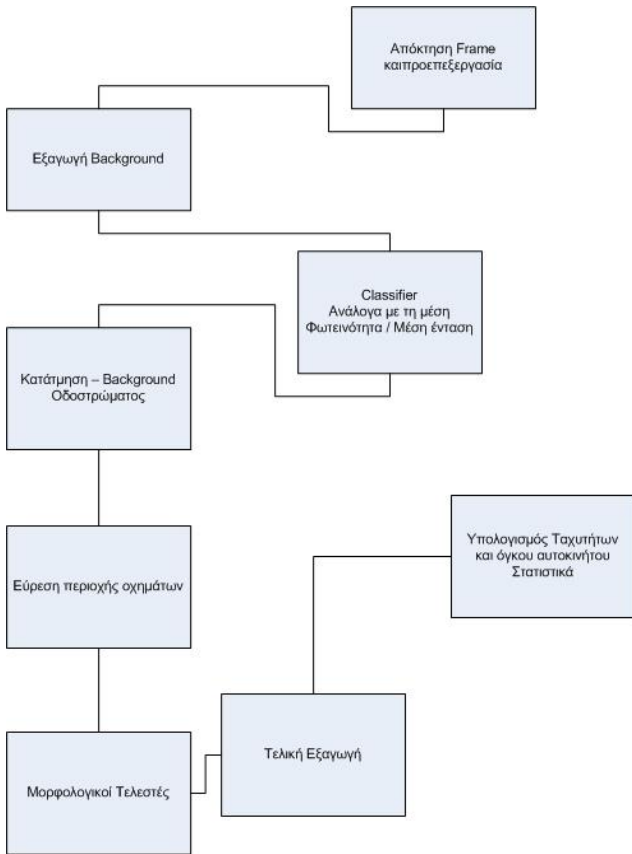 Απόκτηση Frame
καιπροεπεξεργασία
Εξαγωγή Background
Classifier
Ανάλογα με τη μέση
Φωτεινότητα / Μέση ένταση
Κατάτμηση – Background
Οδοστρώματος
Εύρεση περιοχής οχημάτων
Μορφολογικοί Τελεστές
Τελική Εξαγωγή
Υπολογισμός Ταχυτήτων
και όγκου αυτοκινήτου
Στατιστικά